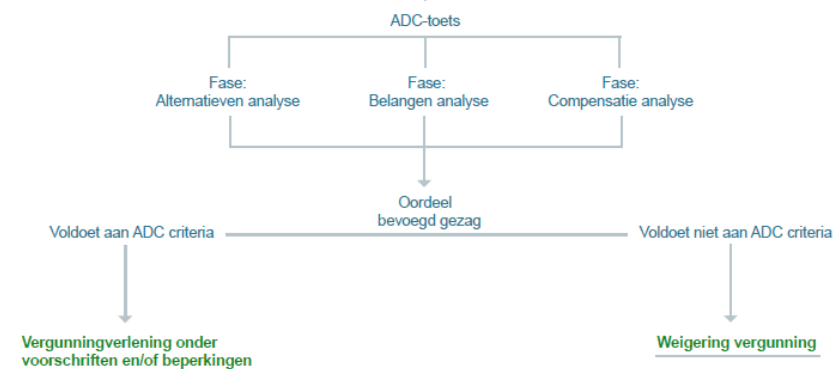 ADC-toets
Fase:
Alternatieven analyse
Fase:
Belangen analyse
Fase:
Compensatie analyse
Oordeel
bevoegd gezag
Voldoet aan ADC criteria
Voldoet niet aan ADC criteria
Vergunningverlening onder
voorschriften en/of beperkingen
Weigering vergunning